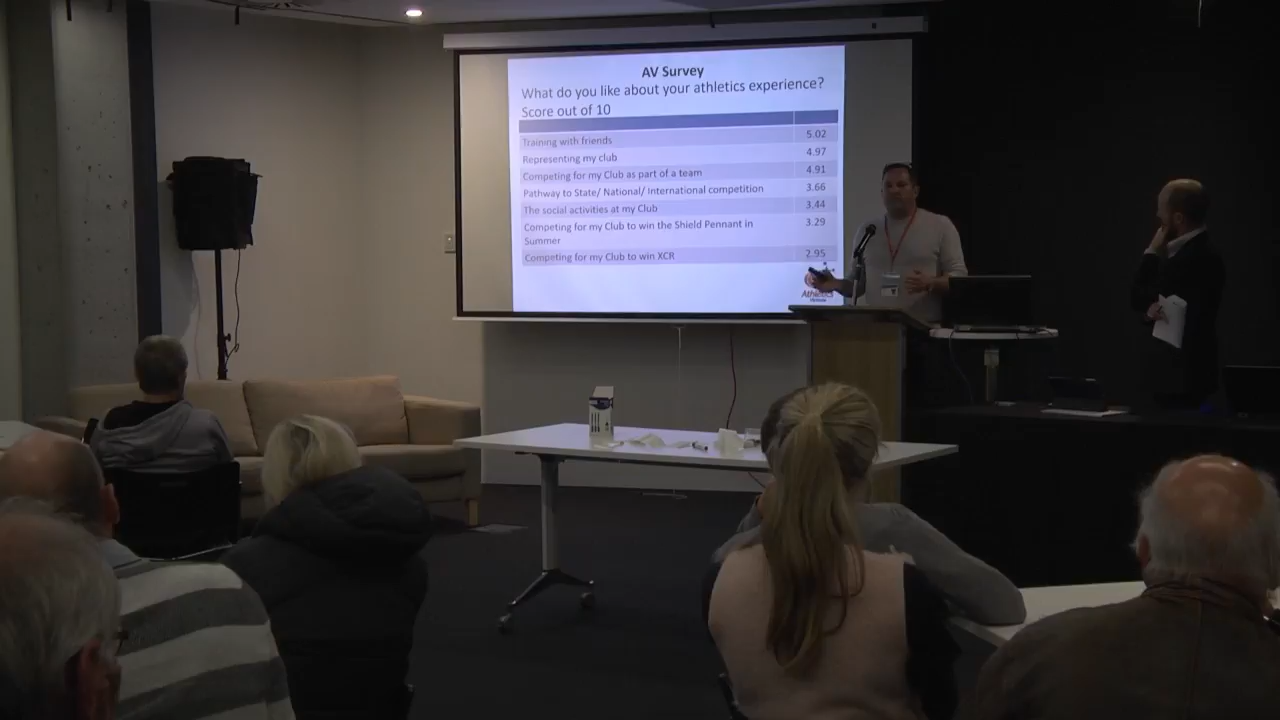 AV Survey
What do you like about your athletics experience?
Score out of 10
Training with friends 5.02
Representing my club 4.97
Competing for my Club as part of a team 4.91
Pathway to State/ National/ International competition 3.66
The social activities at my Club 3.44
Competing for my Club to win the Shield Pennant in 3.29
Summer
Competing for my Club to win XCR 2.95
Athletics